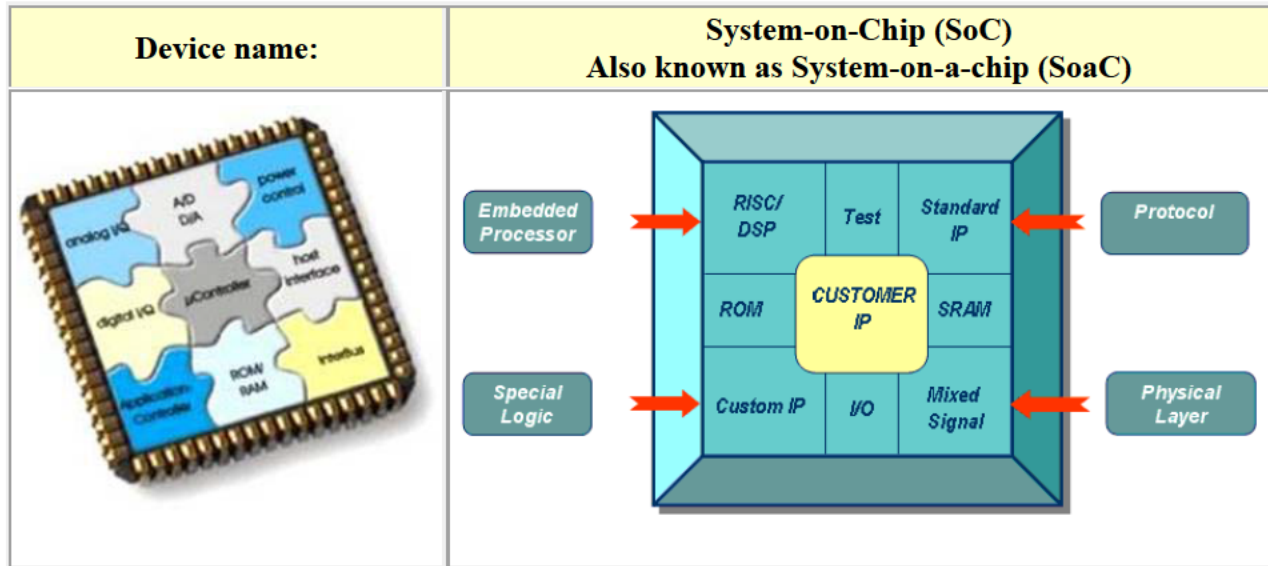 Device name:
System-on-Chip (SoC)
Also known as System-on-a-chip (SoaC)
analog I/O
A/D
D/A
power
control
digital I/O
µController
host
interface
Application-
Controller
ROM/
RAM
InterBus
Embedded
Processor
Special
Logic
RISC/
DSP
Test
Standard
IP
ROM
CUSTOMER
IP
SRAM
Custom IP
I/O
Mixed
Signal
Protocol
Physical
Layer